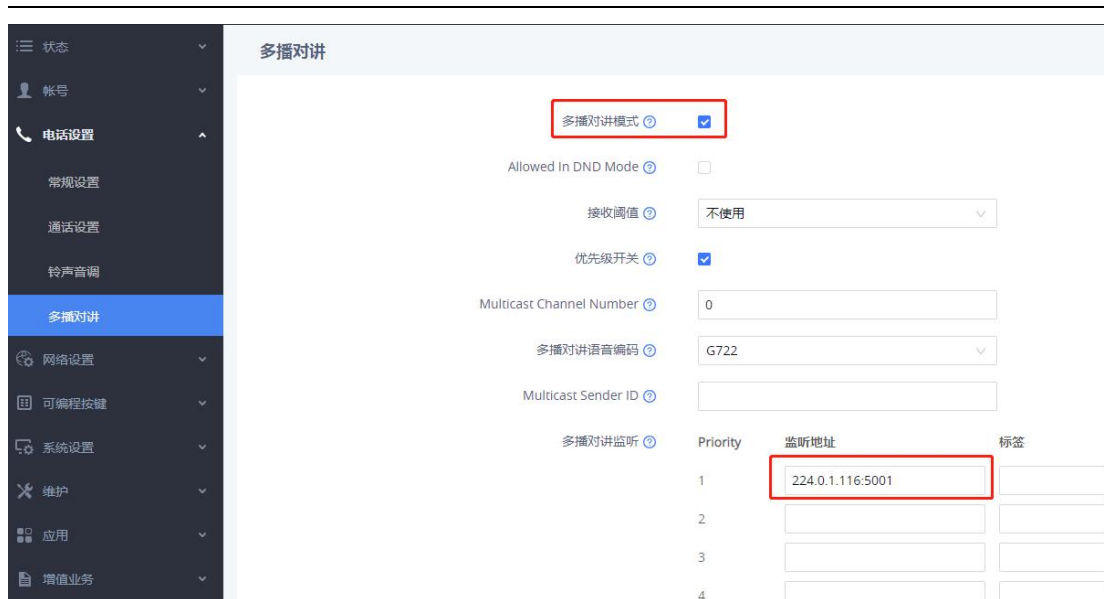 状态
帐号
电话设置
常规设置
通话设置
铃声音调
多播对讲
网络设置
可编程按键
系统设置
维护
应用
增值业务
多播对讲
多播对讲模式
Allowed In DND Mode
接收阈值 不使用
优先级开关
Multicast Channel Number 0
多播对讲语音编码 G722
Multicast Sender ID
多播对讲监听 Priority 监听地址 标签
1 224.0.1.116:5001
2
3
4